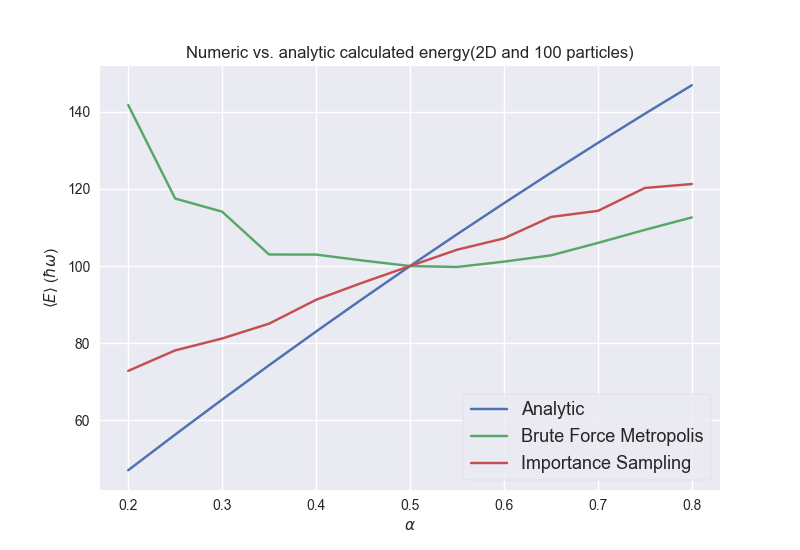 Numeric vs. analytic calculated energy(2D and 100 particles)
140
120
100
80
60
⟨E⟩ (ħω)
0.2 0.3 0.4 0.5 0.6 0.7 0.8
α
Analytic
Brute Force Metropolis
Importance Sampling